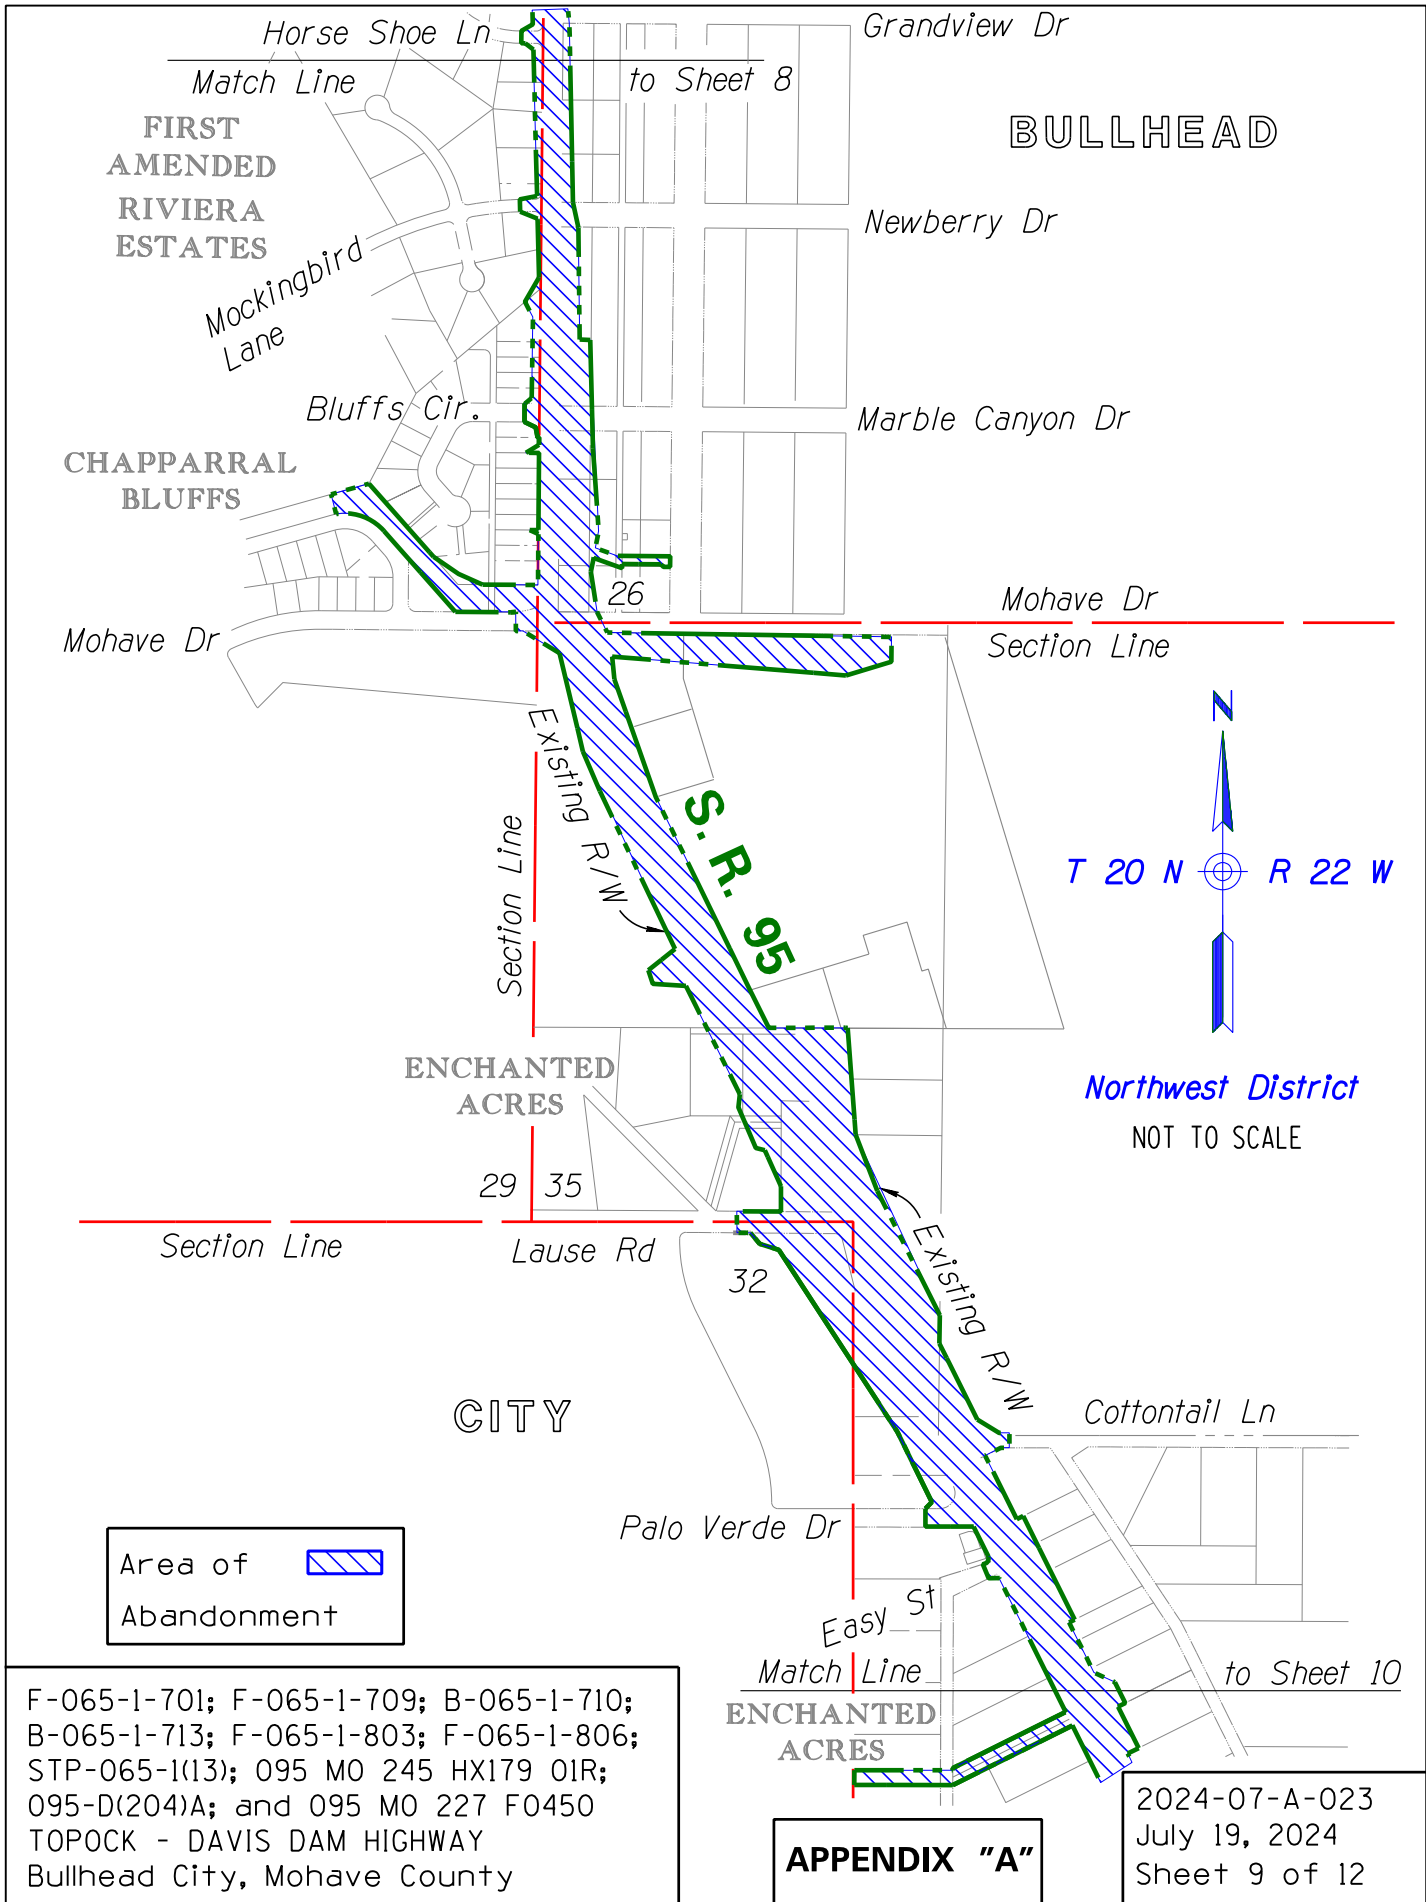 Horse Shoe Ln
Grandview Dr
Match Line
to Sheet 8
FIRST
AMENDED
RIVIERA
ESTATES
BULLHEAD
Newberry Dr
Mockingbird
Lane
Bluffs Cir.
Marble Canyon Dr
CHAPPARRAL
BLUFFS
26
Mohave Dr
Mohave Dr
Section Line
Existing R/W
S. R. 95
Section Line
N
T 20 N
R 22 W
Northwest District
NOT TO SCALE
ENCHANTED
ACRES
29
35
Section Line
Lause Rd
32
Existing R/W
CITY
Cottontail Ln
Palo Verde Dr
Easy St
Area of
Abandonment
Match Line
to Sheet 10
ENCHANTED
ACRES
F-065-1-701; F-065-1-709; B-065-1-710;
B-065-1-713; F-065-1-803; F-065-1-806;
STP-065-1(13); 095 MO 245 HX179 01R;
095-D(204)A; and 095 MO 227 F0450
TOPOCK - DAVIS DAM HIGHWAY
Bullhead City, Mohave County
APPENDIX "A"
2024-07-A-023
July 19, 2024
Sheet 9 of 12